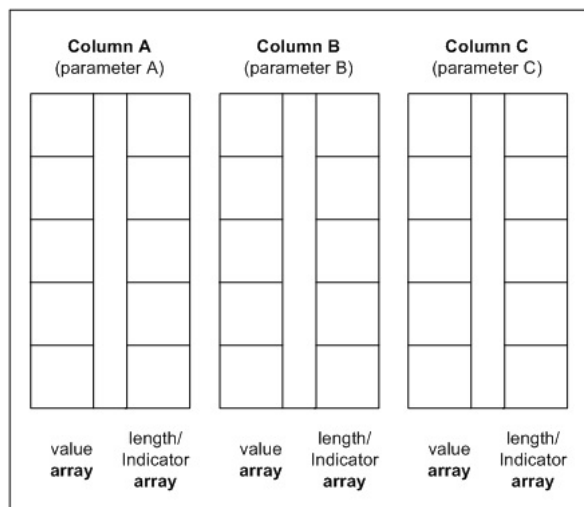 Column A
(parameter A)
Column B
(parameter B)
Column C
(parameter C)
value
array
length/
Indicator
array
value
array
length/
Indicator
array
value
array
length/
Indicator
array